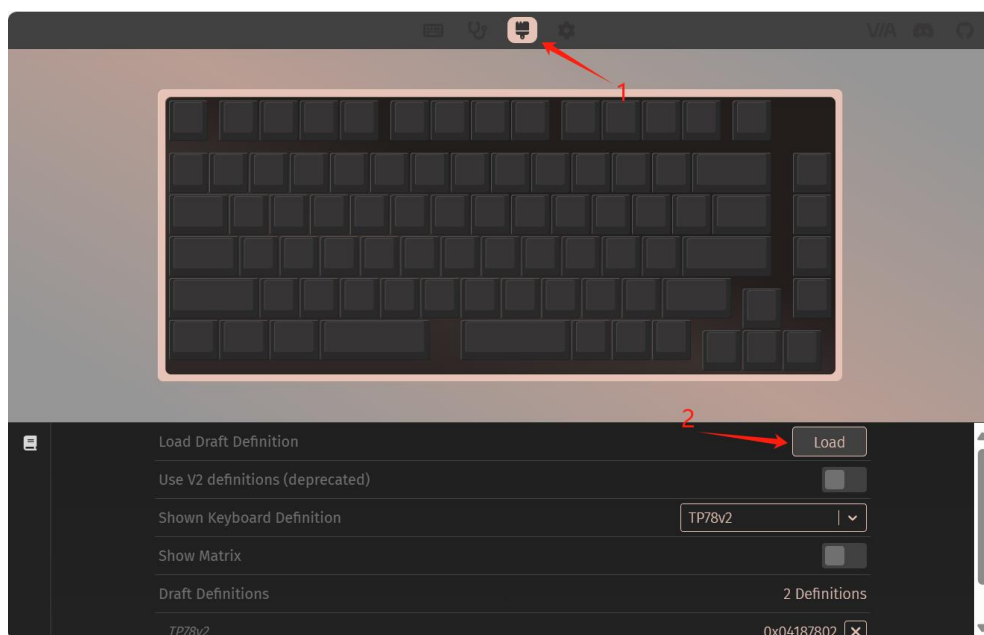 VIA
1
2
Load Draft Definition Load
Use V2 definitions (deprecated)
Shown Keyboard Definition TP78v2
Show Matrix
Draft Definitions 2 Definitions
TP78v2 0x04187802